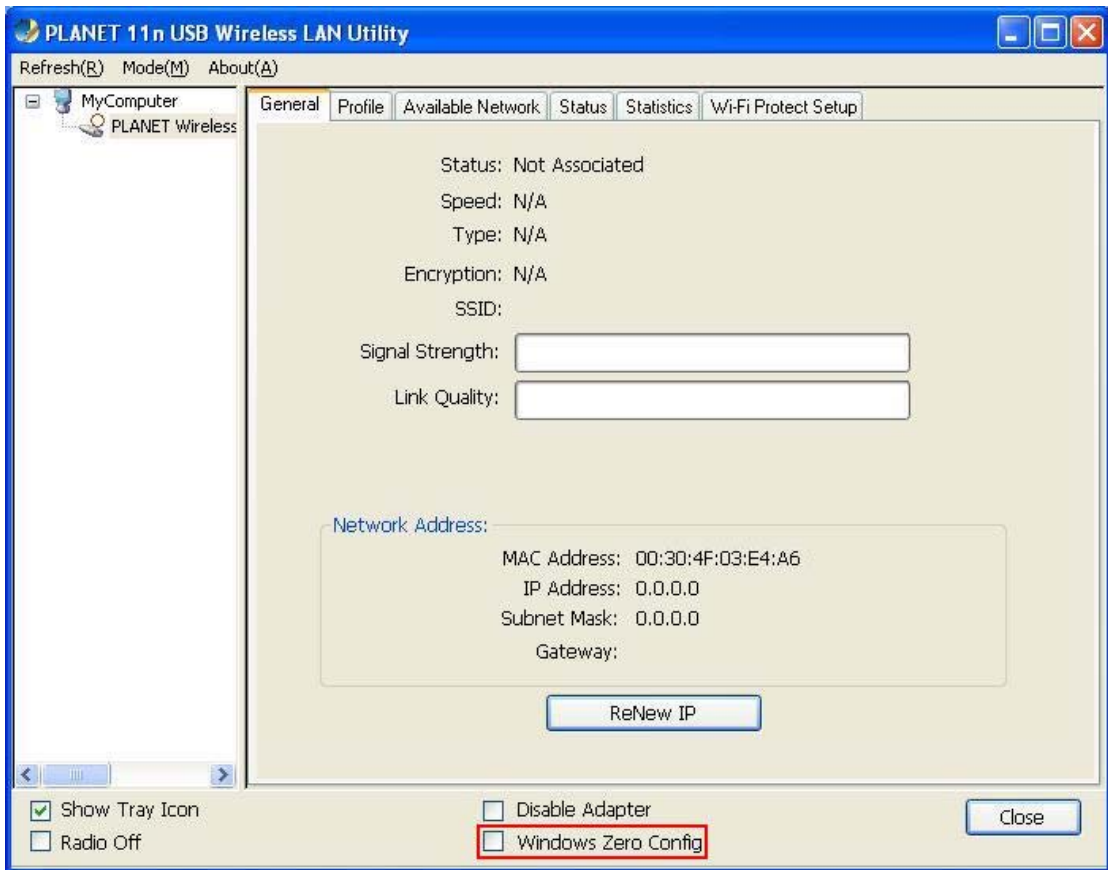 PLANET 11n USB Wireless LAN Utility
Refresh(R) Mode(M) About(A)
MyComputer
PLANET Wireless
General Profile Available Network Status Statistics Wi-Fi Protect Setup
Status: Not Associated
Speed: N/A
Type: N/A
Encryption: N/A
SSID:
Signal Strength:
Link Quality:
Network Address:
MAC Address: 00:30:4F:03:E4:A6
IP Address: 0.0.0.0
Subnet Mask: 0.0.0.0
Gateway:
ReNew IP
Show Tray Icon
Radio Off
Disable Adapter
Windows Zero Config
Close